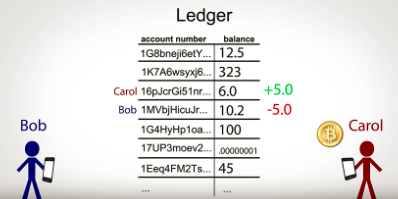 Ledger
account number balance
1G8bneji6etY... 12.5
1K7A6wsyxj6... 323
Carol 16pJcrGi51nr... 6.0 +5.0
Bob 1MVbjHicuJr... 10.2 -5.0
1G4HyHp1oa... 100
17UP3moev2... .00000001
1Eeq4FM2Ts... 45
... ...
Bob
Carol